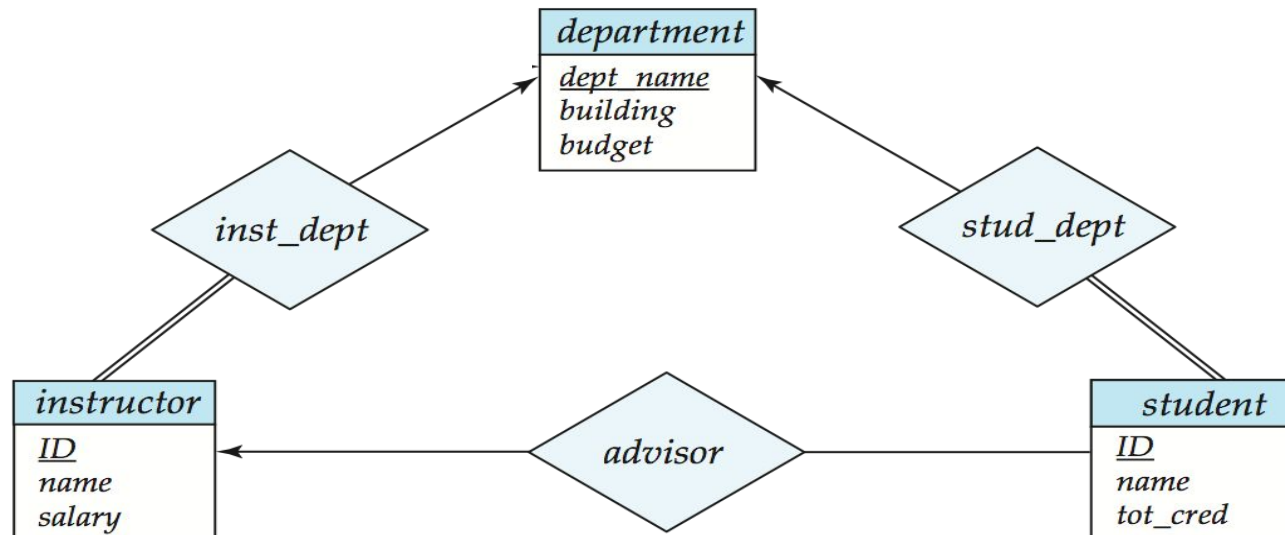 department
dept_name
building
budget
inst_dept
stud_dept
instructor
ID
name
salary
advisor
student
ID
name
tot_cred